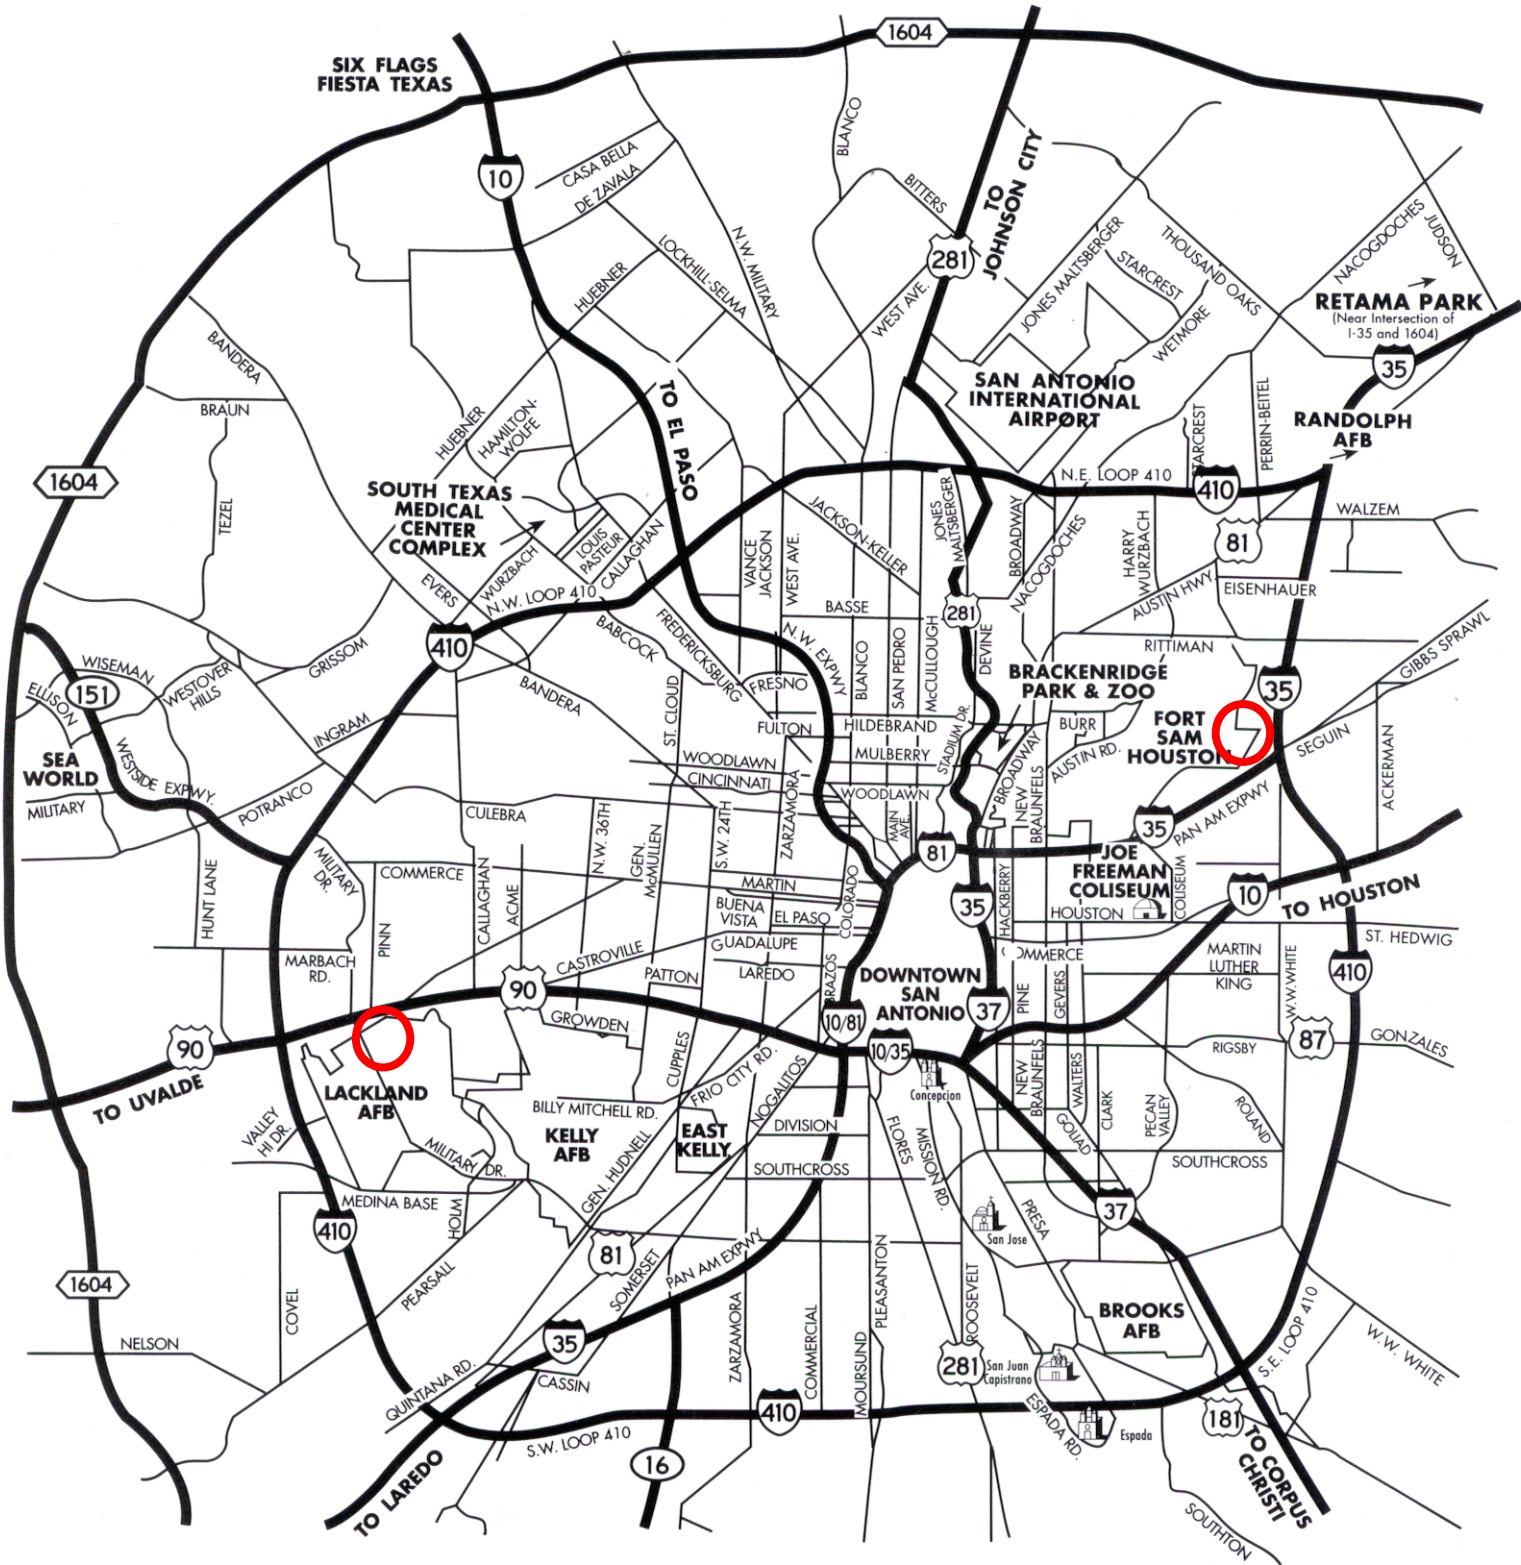 1604
SIX FLAGS
FIESTA TEXAS
10
CASA BELLA
DE ZAVALA
BLANCO
BITTERS
TO
JOHNSON CITY
281
N.W. MILITARY
LOCKHILL-SELMA
HUEBNER
WEST AVE.
JONES MALTSBERGER
STARCREST
THOUSAND OAKS
WETMORE
NACOGDOCHES
JUDSON
RETAMA PARK
(Near Intersection of
I-35 and 1604)
35
BANDERA
BRAUN
HUEBNER
HAMILTON-
WOLFE
TO EL PASO
SAN ANTONIO
INTERNATIONAL
AIRPORT
STARCREST
PERRIN-BEITEL
RANDOLPH
AFB
1604
TEZEL
SOUTH TEXAS
MEDICAL
CENTER
COMPLEX
LOUIS
PASTEUR
WURZBACH
CALLAGHAN
EVERS
N.W. LOOP 410
410
VANCE
JACKSON
WEST AVE.
JACKSON-KELLER
JONES
MALTSBERGER
BROADWAY
NACOGDOCHES
N.E. LOOP 410
410
HARRY
WURZBACH
81
WALZEM
AUSTIN HWY.
EISENHAUER
BASSE
281
BABCOCK
FREDERICKSBURG
N.W. EXPWY
BLANCO
SAN PEDRO
McCULLOUGH
DEVINE
RITTIMAN
GIBBS SPRAWL
GRISSOM
WISEMAN
151
ELLISON
WESTOVER
HILLS
BANDERA
ST. CLOUD
FRESNO
BRACKENRIDGE
PARK & ZOO
35
INGRAM
FULTON
HILDEBRAND
MULBERRY
STADIUM DR.
BURR
AUSTIN RD.
FORT
SAM
HOUSTON
SEGUIN
ACKERMAN
SEA
WORLD
MILITARY
WESTSIDE EXPWY.
POTRANCO
WOODLAWN
CINCINNATI
WOODLAWN
BROADWAY
NEW
BRAUNFELS
CULEBRA
N.W. 36TH
GEN.
McMULLEN
S.W. 24TH
ZARZAMORA
MAIN
AVE.
81
35
PAN AM EXPWY
JOE
FREEMAN
COLISEUM
COLISEUM
MILITARY
DR.
COMMERCE
HUNT LANE
PINN
CALLAGHAN
ACME
MARTIN
BUENA
VISTA
EL PASO
COLORADO
35
HACKBERRY
HOUSTON
10
TO HOUSTON
MARBACH
RD.
CASTROVILLE
GUADALUPE
LAREDO
PATTON
BRAZOS
DOWNTOWN
SAN
ANTONIO
COMMERCE
PINE
GEVERS
MARTIN
LUTHER
KING
W.W.WHITE
ST. HEDWIG
410
90
GROWDEN
10/81
10/35
37
90
TO UVALDE
LACKLAND
AFB
CUPPLES
FRIO CITY RD.
NOGALITOS
Concepcion
NEW
BRAUNFELS
WALTERS
CLARK
RIGSBY
87
GONZALES
VALLEY
HI DR.
BILLY MITCHELL RD.
KELLY
AFB
EAST
KELLY
DIVISION
FLORES
MISSION RD.
GOLIAD
PECAN
VALLEY
ROLAND
MILITARY DR.
GEN. HUDNELL
SOUTHCROSS
SOUTHCROSS
MEDINA BASE
HOLM
410
San Jose
PRESA
37
81
SOMERSET
PAN AM EXPWY
PLEASANTON
1604
COVEL
PEARSALL
NELSON
35
QUINTANA RD.
CASSIN
ZARZAMORA
COMMERCIAL
MOURSUND
ROOSEVELT
281
San Juan
Capistrano
BROOKS
AFB
S.E. LOOP 410
W.W. WHITE
410
S.W. LOOP 410
ESPADA RD.
Espada
181
TO LAREDO
16
TO CORPUS
CHRISTI
SOUTHTON